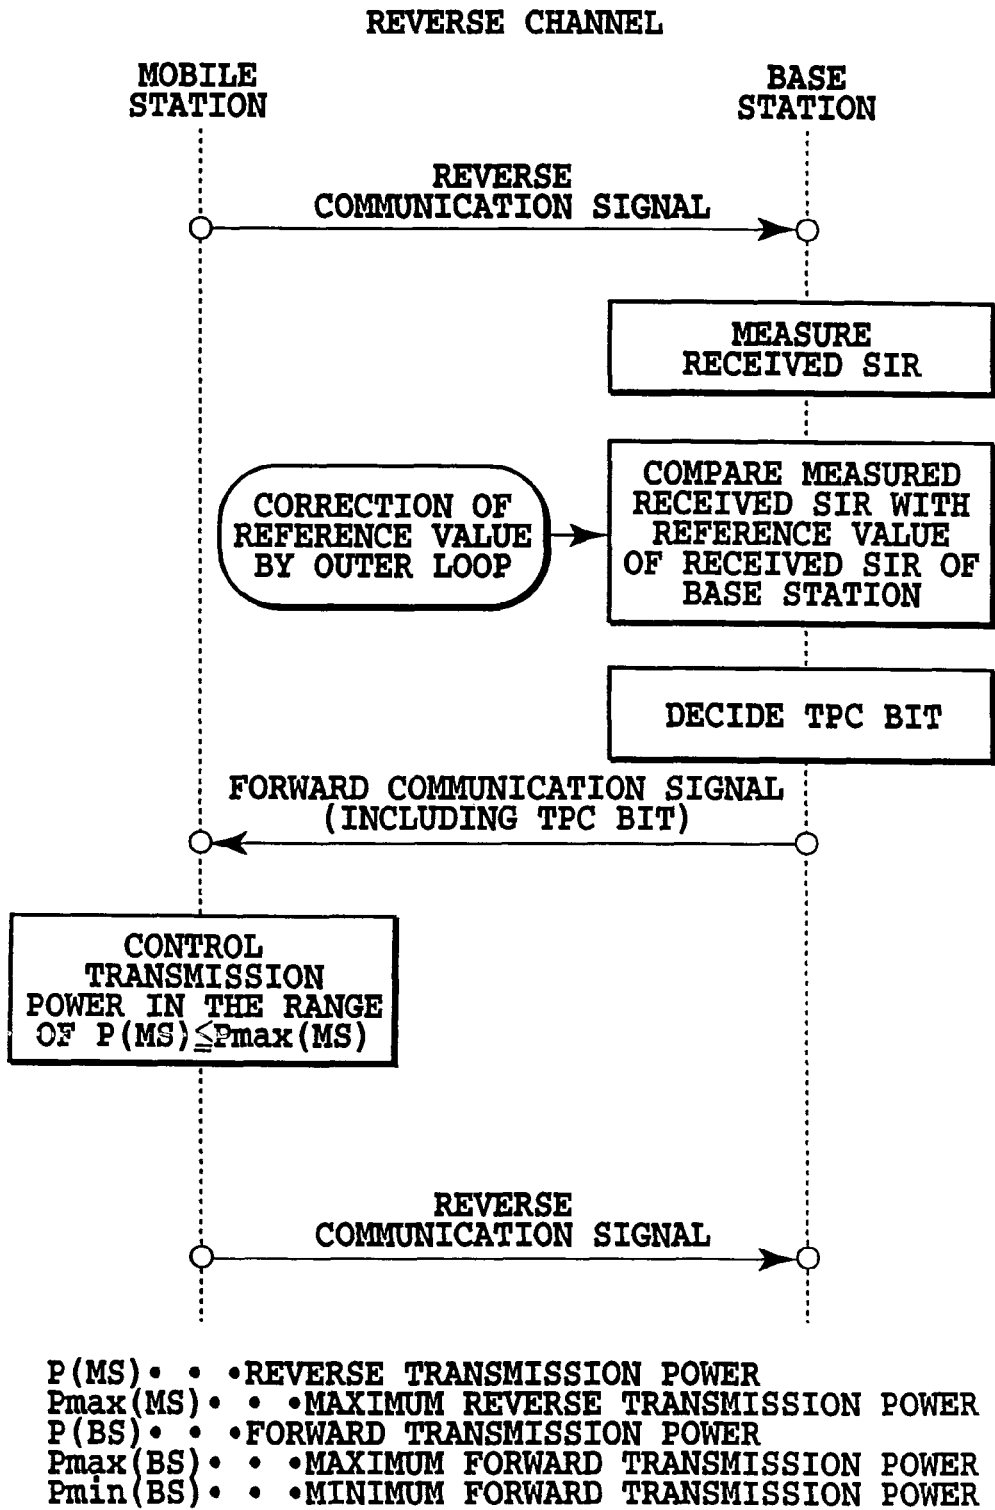 REVERSE CHANNEL
MOBILE
STATION
BASE
STATION
REVERSE
COMMUNICATION SIGNAL
MEASURE
RECEIVED SIR
CORRECTION OF
REFERENCE VALUE
BY OUTER LOOP
COMPARE MEASURED
RECEIVED SIR WITH
REFERENCE VALUE
OF RECEIVED SIR OF
BASE STATION
DECIDE TPC BIT
FORWARD COMMUNICATION SIGNAL
(INCLUDING TPC BIT)
CONTROL
TRANSMISSION
POWER IN THE RANGE
OF P(MS)≦Pmax(MS)
REVERSE
COMMUNICATION SIGNAL
P(MS)• • •REVERSE TRANSMISSION POWER
Pmax(MS)• • •MAXIMUM REVERSE TRANSMISSION POWER
P(BS)• • •FORWARD TRANSMISSION POWER
Pmax(BS)• • •MAXIMUM FORWARD TRANSMISSION POWER
Pmin(BS)• • •MINIMUM FORWARD TRANSMISSION POWER